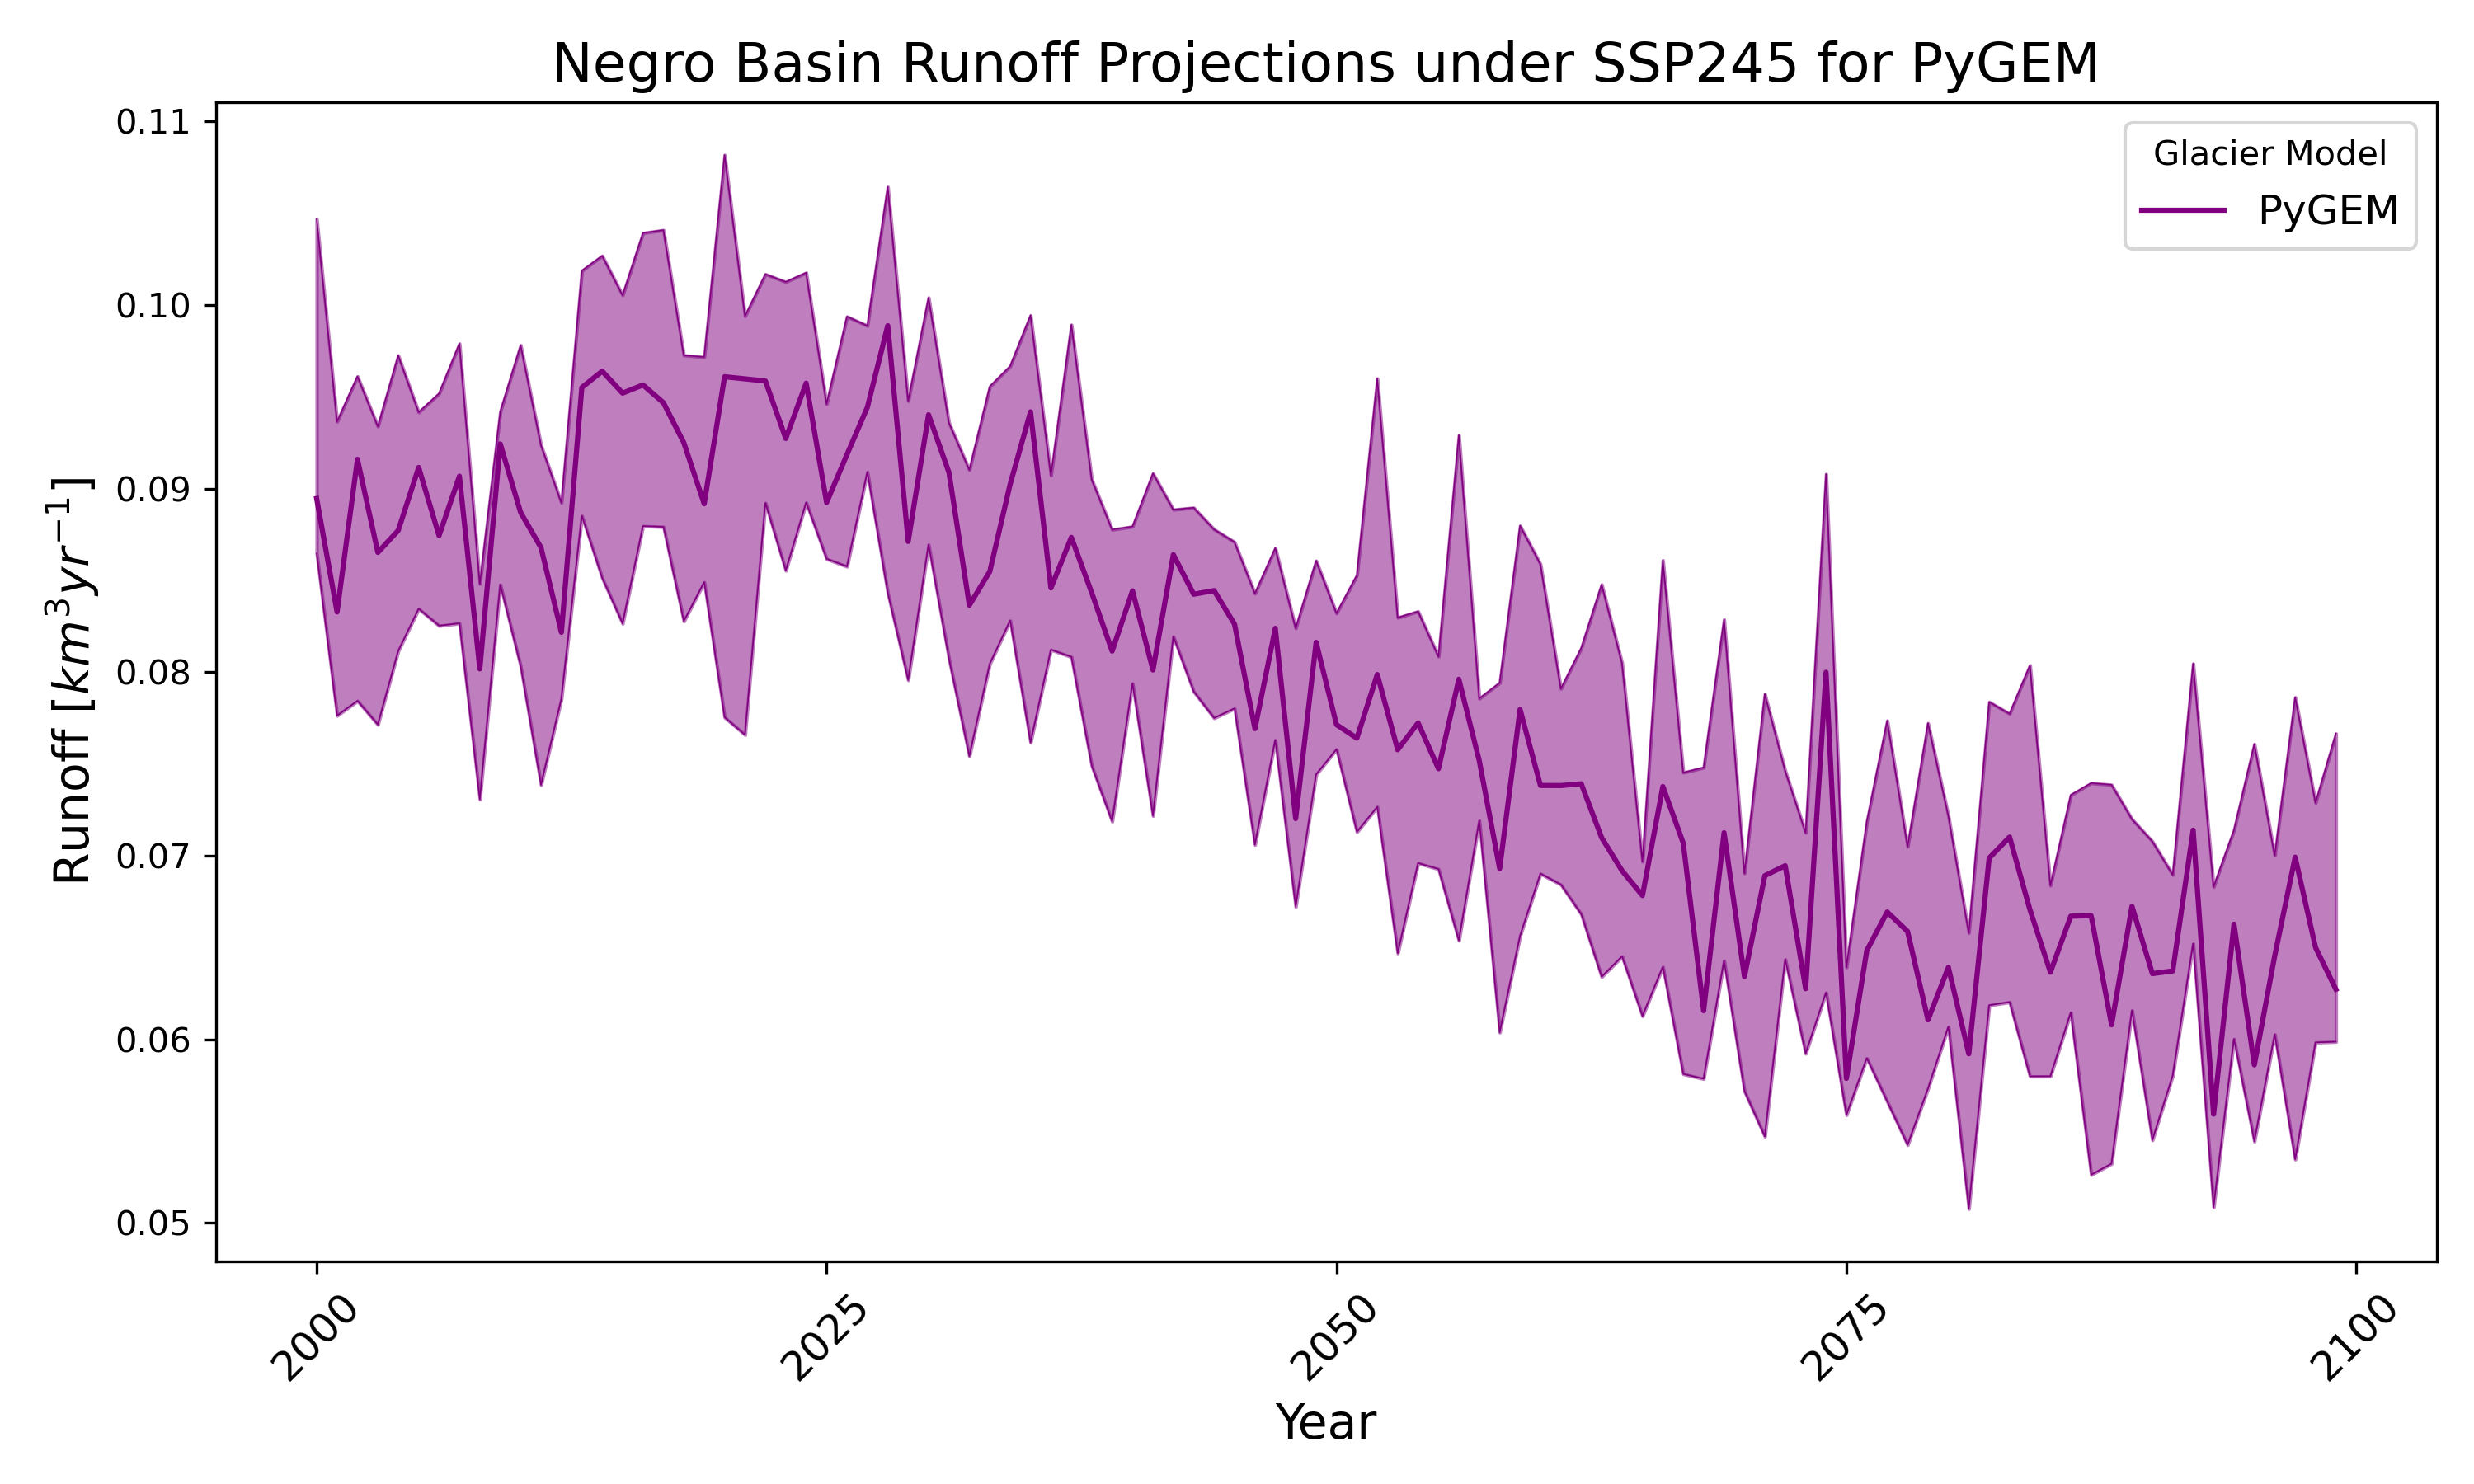 Negro Basin Runoff Projections under SSP245 for PyGEM
Glacier Model
PyGEM
Runoff [km³yr⁻¹]
0.11
0.10
0.09
0.08
0.07
0.06
0.05
2000
2025
2050
2075
2100
Year